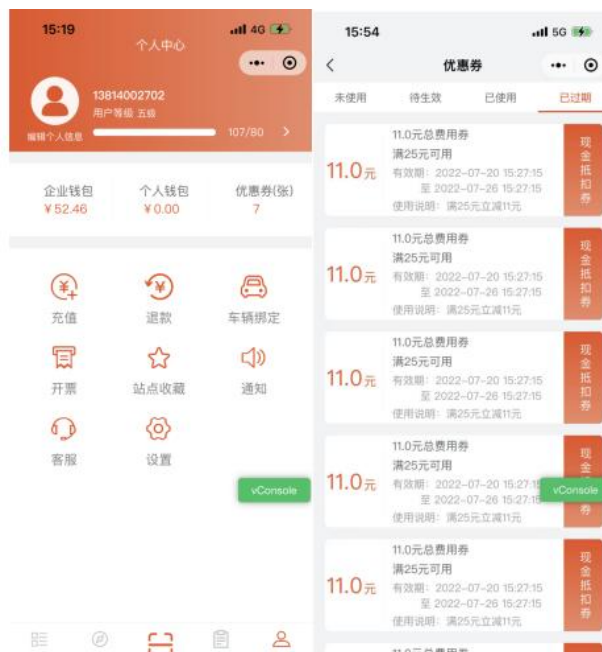 15:19
4G
个人中心
13814002702
用户等级 五级
编辑个人信息
107/80
企业钱包
个人钱包
优惠券(张)
¥52.46
¥0.00
7
充值
退款
车辆绑定
开票
站点收藏
通知
客服
设置
vConsole
15:54
5G
优惠券
未使用
待生效
已使用
已过期
11.0元
11.0元总费用券
满25元可用
有效期: 2022-07-20 15:27:15
至 2022-07-26 15:27:15
使用说明: 满25元立减11元
现金抵扣券
11.0元
11.0元总费用券
满25元可用
有效期: 2022-07-20 15:27:15
至 2022-07-26 15:27:15
使用说明: 满25元立减11元
现金抵扣券
11.0元
11.0元总费用券
满25元可用
有效期: 2022-07-20 15:27:15
至 2022-07-26 15:27:15
使用说明: 满25元立减11元
现金抵扣券
11.0元
11.0元总费用券
满25元可用
有效期: 2022-07-20 15:27:15
至 2022-07-26 15:27:15
使用说明: 满25元立减11元
现金
券
vConsole
11.0元
11.0元总费用券
满25元可用
有效期: 2022-07-20 15:27:15
至 2022-07-26 15:27:15
使用说明: 满25元立减11元
现金抵扣券
11.0元总费用券